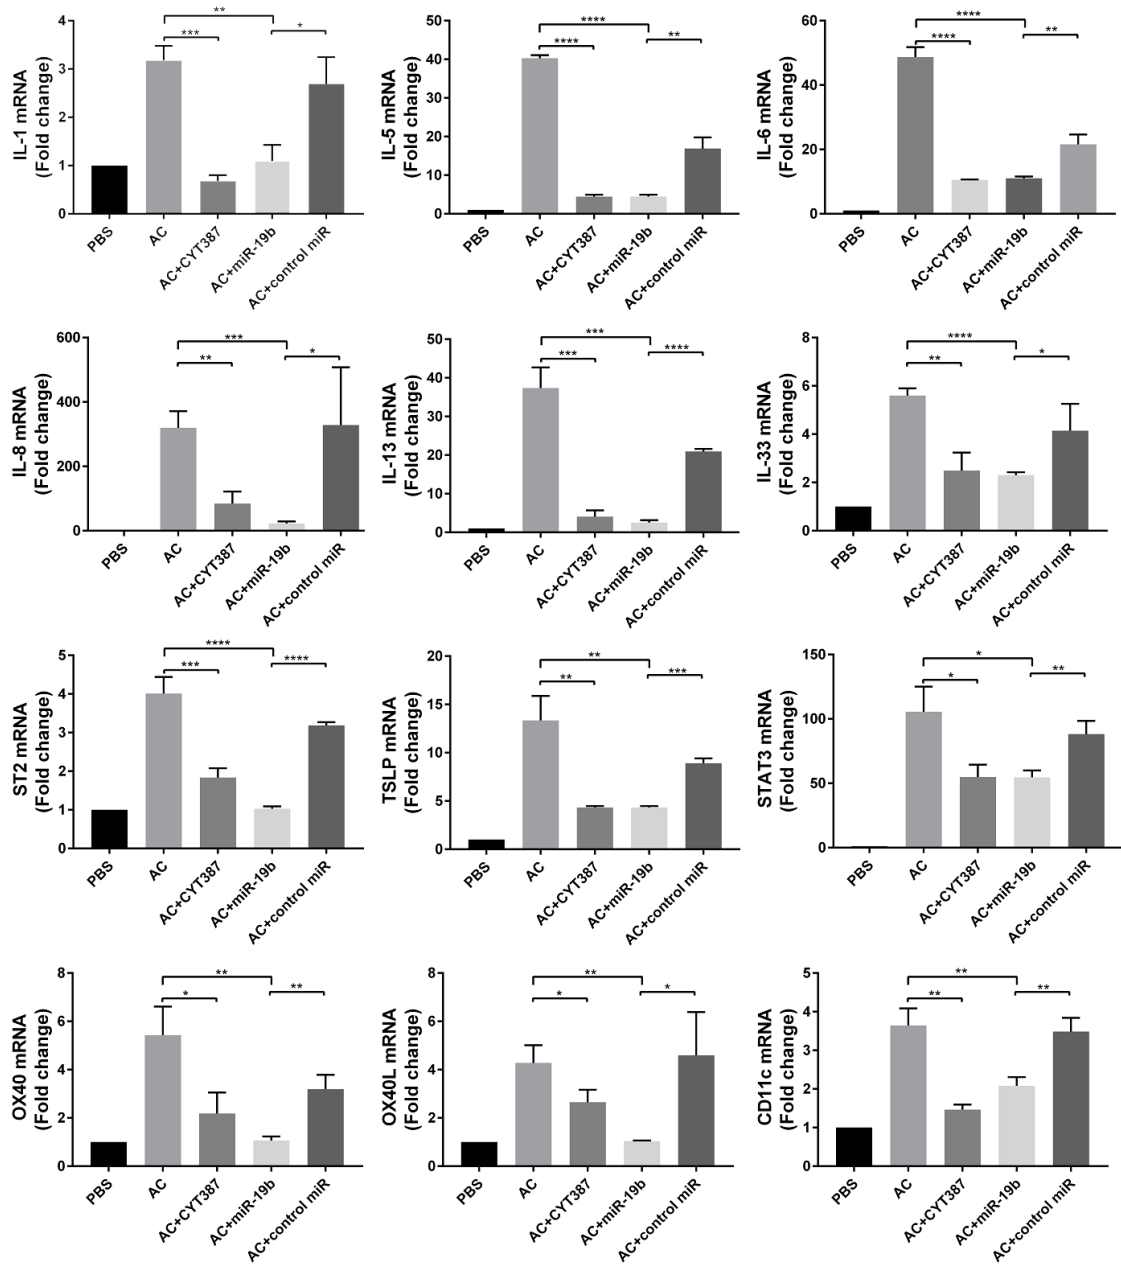 IL-1 mRNA
(Fold change)
4
3
2
1
0
**
***
*
PBS
AC
AC+CYT387
AC+miR-19b
AC+control miR
IL-5 mRNA
(Fold change)
50
40
30
20
10
0
****
****
**
PBS
AC
AC+CYT387
AC+miR-19b
AC+control miR
IL-6 mRNA
(Fold change)
60
40
20
0
****
****
**
PBS
AC
AC+CYT387
AC+miR-19b
AC+control miR
IL-8 mRNA
(Fold change)
600
400
200
0
***
**
*
PBS
AC
AC+CYT387
AC+miR-19b
AC+control miR
IL-13 mRNA
(Fold change)
50
40
30
20
10
0
***
***
****
PBS
AC
AC+CYT387
AC+miR-19b
AC+control miR
IL-33 mRNA
(Fold change)
8
6
4
2
0
****
**
*
PBS
AC
AC+CYT387
AC+miR-19b
AC+control miR
ST2 mRNA
(Fold change)
5
4
3
2
1
0
****
***
****
PBS
AC
AC+CYT387
AC+miR-19b
AC+control miR
TSLP mRNA
(Fold change)
20
15
10
5
0
**
**
***
PBS
AC
AC+CYT387
AC+miR-19b
AC+control miR
STAT3 mRNA
(Fold change)
150
100
50
0
*
*
**
PBS
AC
AC+CYT387
AC+miR-19b
AC+control miR
OX40 mRNA
(Fold change)
8
6
4
2
0
**
*
**
PBS
AC
AC+CYT387
AC+miR-19b
AC+control miR
OX40L mRNA
(Fold change)
8
6
4
2
0
**
*
*
PBS
AC
AC+CYT387
AC+miR-19b
AC+control miR
CD11c mRNA
(Fold change)
5
4
3
2
1
0
**
**
**
PBS
AC
AC+CYT387
AC+miR-19b
AC+control miR